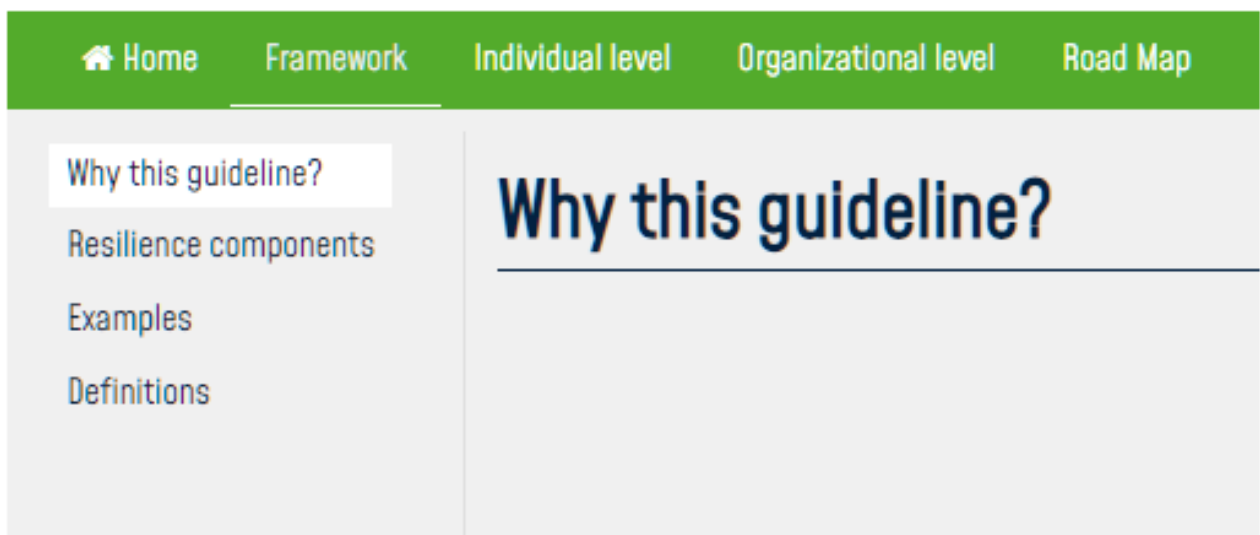 Home Framework Individual level Organizational level Road Map
Why this guideline?
Resilience components
Examples
Definitions
Why this guideline?